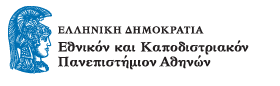 ΕΛΛΗΝΙΚΗ ΔΗΜΟΚΡΑΤΙΑ
Εθνικόν και Καποδιστριακόν
Πανεπιστήμιον Αθηνών